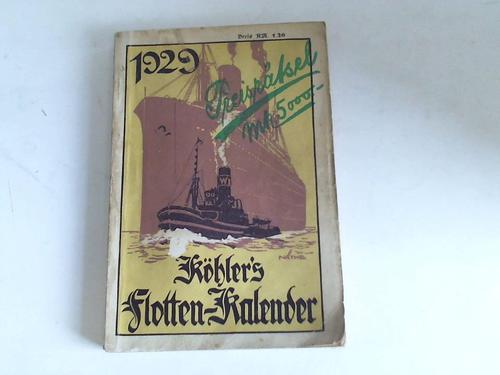 Preis RM. 1.20
1929
Preisrätsel
Mk. 5000.-
W
Köhler's
Flotten-Kalender